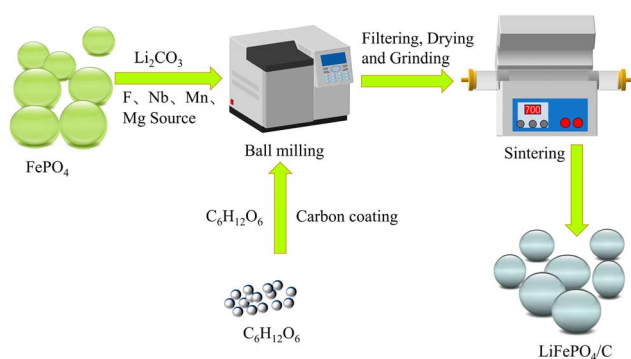 Li₂CO₃
F、Nb、Mn、
Mg Source
FePO₄
Ball milling
Filtering, Drying
and Grinding
700
Sintering
C₆H₁₂O₆
Carbon coating
C₆H₁₂O₆
LiFePO₄/C